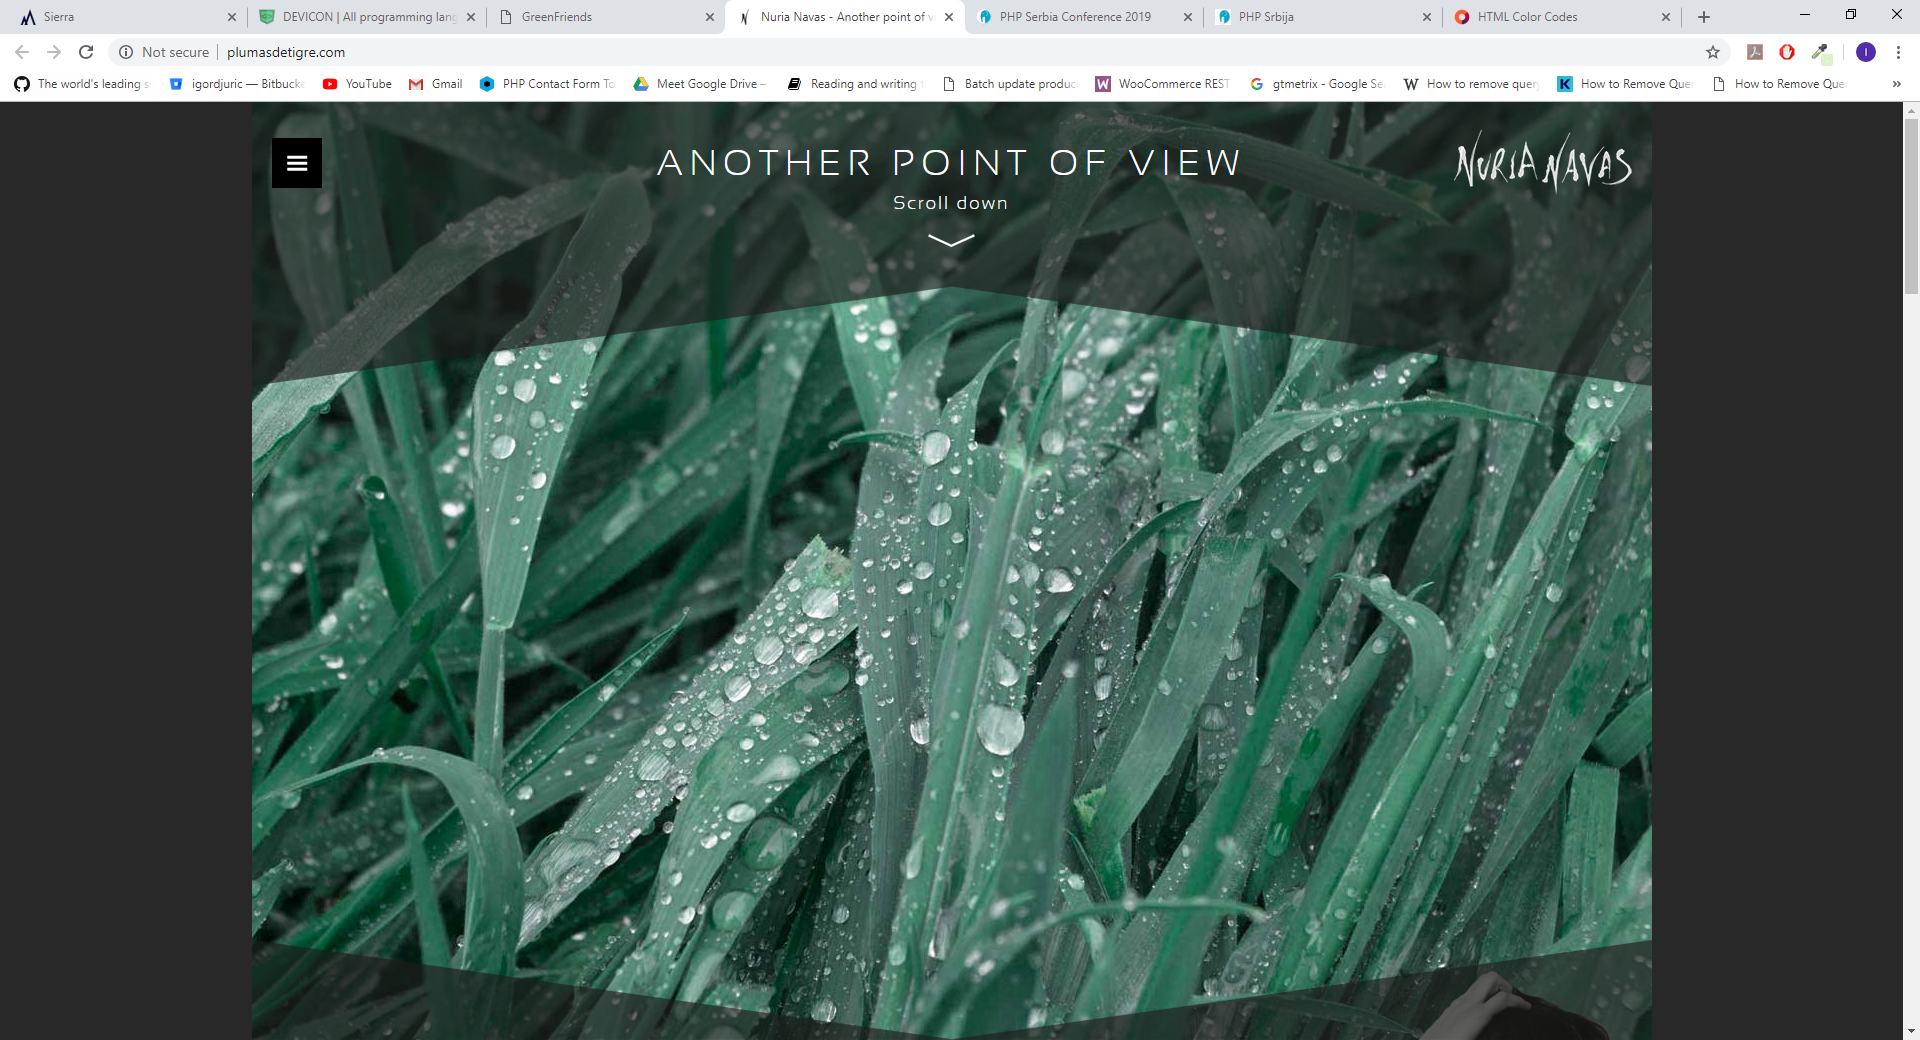 Sierra
DEVICON | All programming lang
GreenFriends
Nuria Navas - Another point of v
PHP Serbia Conference 2019
PHP Srbija
HTML Color Codes
Not secure
plumasdetigre.com
I
The world's leading s
igordjuric — Bitbucke
YouTube
Gmail
PHP Contact Form To
Meet Google Drive –
Reading and writing
Batch update produc
WooCommerce REST
gtmetrix - Google Se
How to remove quer
How to Remove Que
How to Remove Que
ANOTHER POINT OF VIEW
Scroll down
NURIA NAVAS